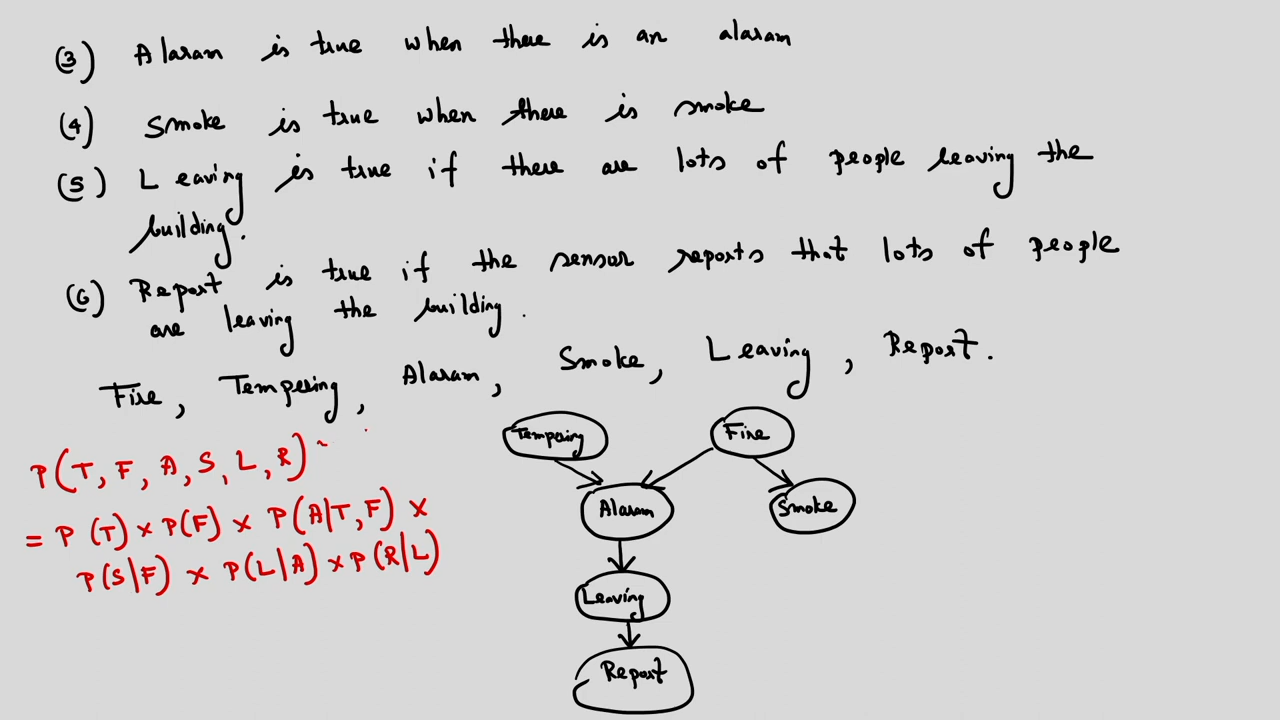 (3) Alaram is true when there is an alaram
(4) Smoke is true when there is smoke
(5) Leaving is true if there are lots of people leaving the
building.
(6) Report is true if the sensor reports that lots of people
are leaving the building.
Fire, Tempering, Alaram, Smoke, Leaving, Report.
Tempering
Fire
P(T, F, A, S, L, R) ~
Alaram
Smoke
= P(T) × P(F) × P(A|T, F) ×
P(S|F) × P(L|A) × P(R|L)
Leaving
Report